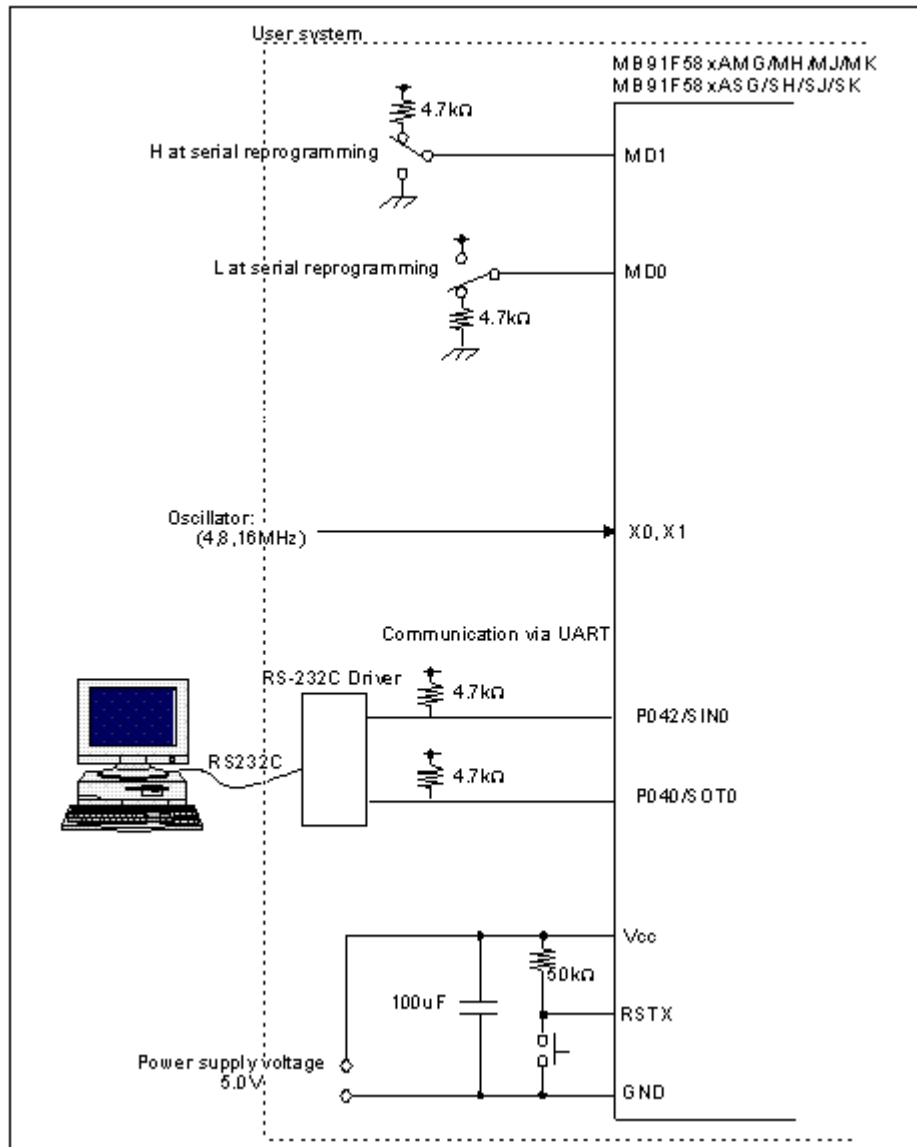 User system
MB91F58xAMG/MH/MJ/MK
MB91F58xASG/SH/SJ/SK
4.7kΩ
H at serial reprogramming
MD1
L at serial reprogramming
MD0
4.7kΩ
Oscillator:
(4,8,16MHz)
X0, X1
Communication via UART
RS-232C Driver
4.7kΩ
P042/SIN0
RS232C
4.7kΩ
P040/SOT0
Vcc
50kΩ
100uF
RSTX
Power supply voltage
5.0V
GND